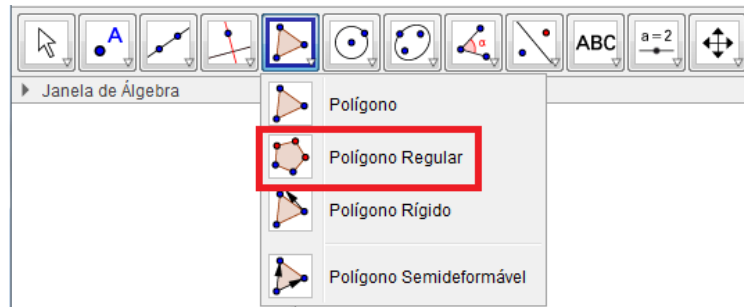 A
α
ABC
a=2
Janela de Álgebra
Polígono
Polígono Regular
Polígono Rígido
Polígono Semideformável